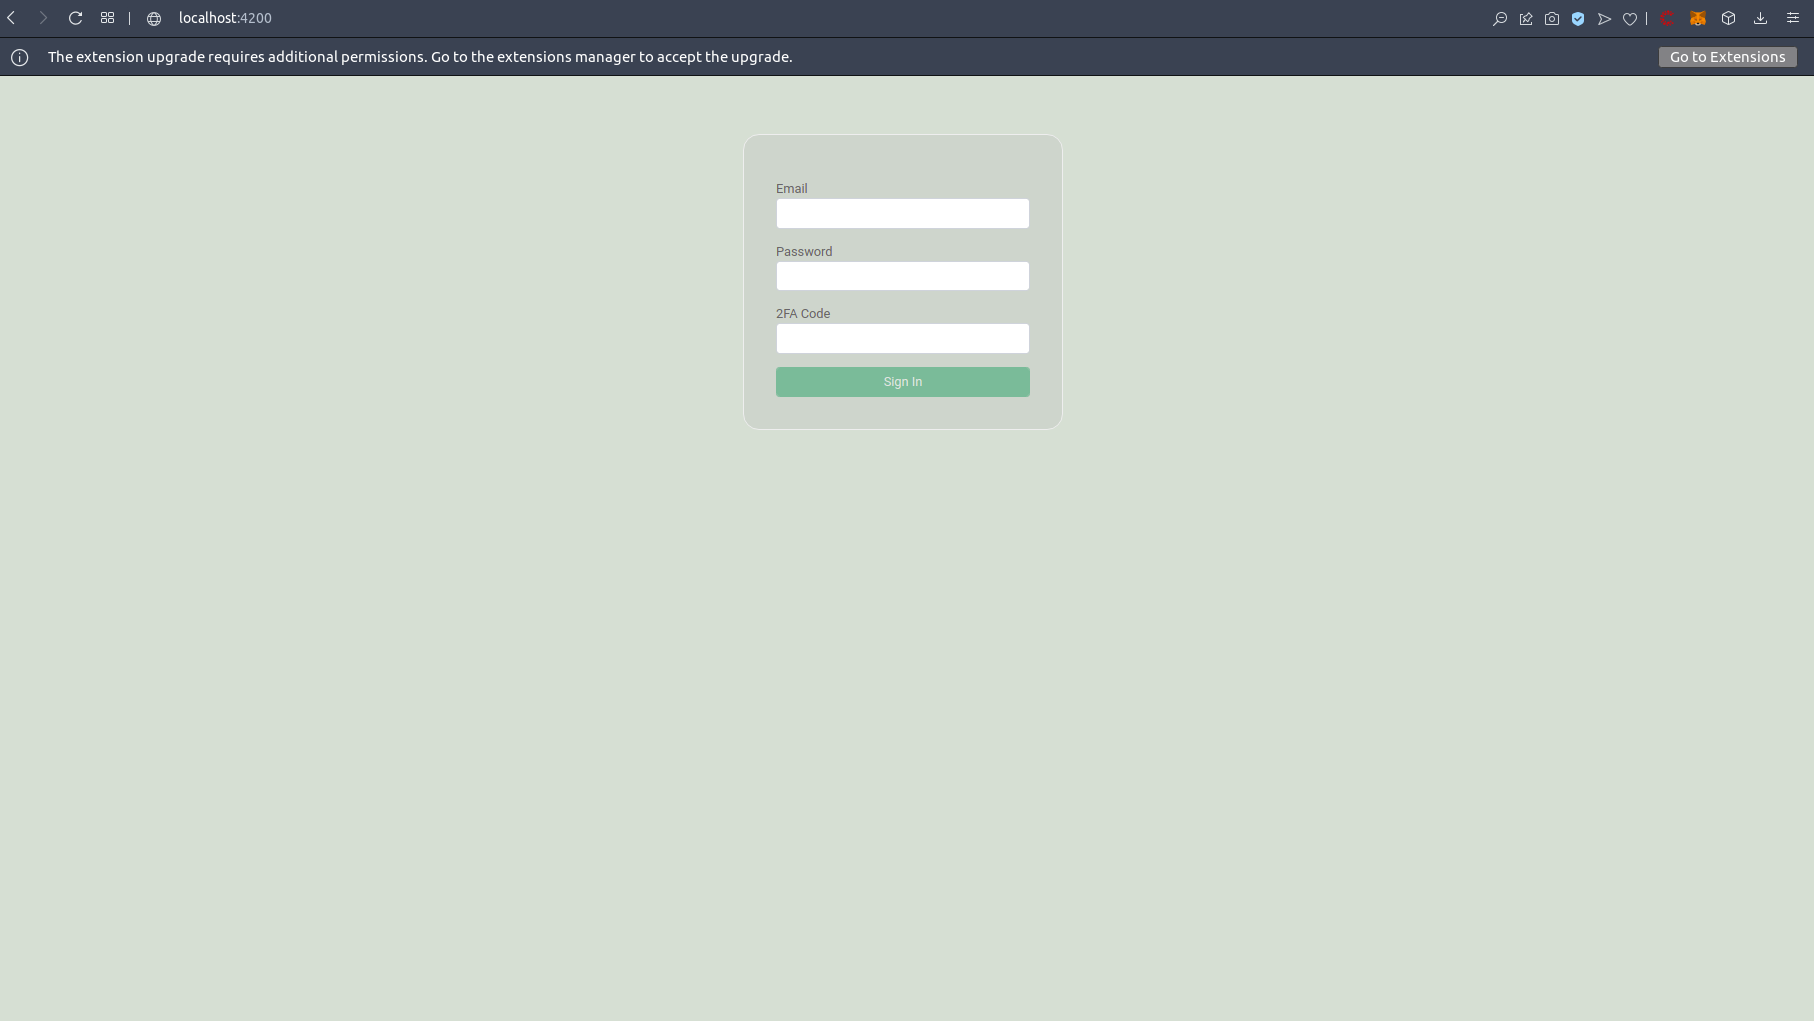 localhost:4200
The extension upgrade requires additional permissions. Go to the extensions manager to accept the upgrade.
Go to Extensions
Email
Password
2FA Code
Sign In